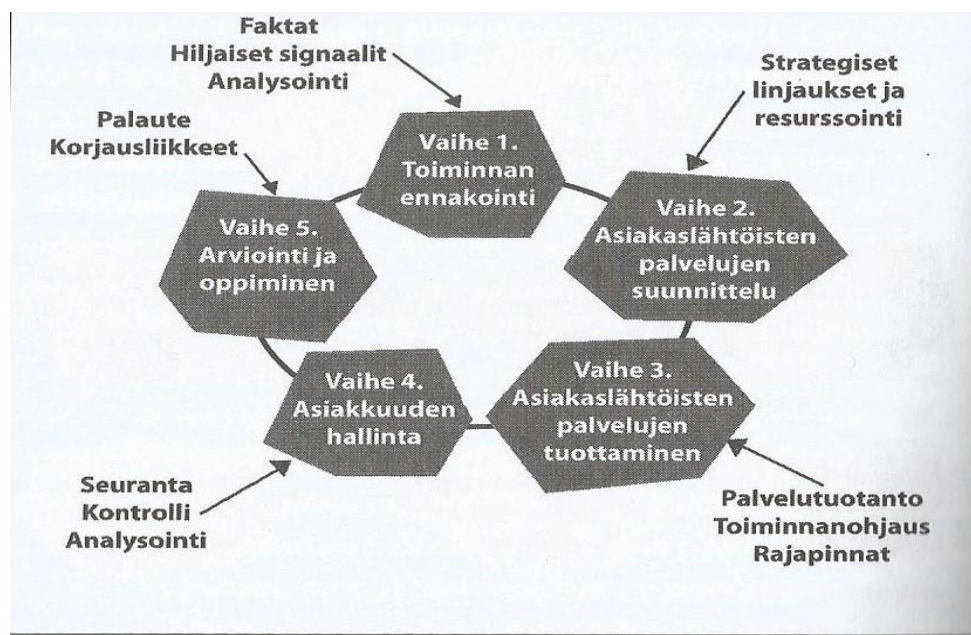 Faktat
Hiljaiset signaalit
Analysointi
Strategiset
linjaukset ja
resurssointi
Palaute
Korjausliikkeet
Vaihe 1.
Toiminnan
ennakointi
Vaihe 2.
Asiakaslähtöisten
palvelujen
suunnittelu
Vaihe 5.
Arviointi ja
oppiminen
Vaihe 4.
Asiakkuuden
hallinta
Vaihe 3.
Asiakaslähtöisten
palvelujen
tuottaminen
Seuranta
Kontrolli
Analysointi
Palvelutuotanto
Toiminnanohjaus
Rajapinnat